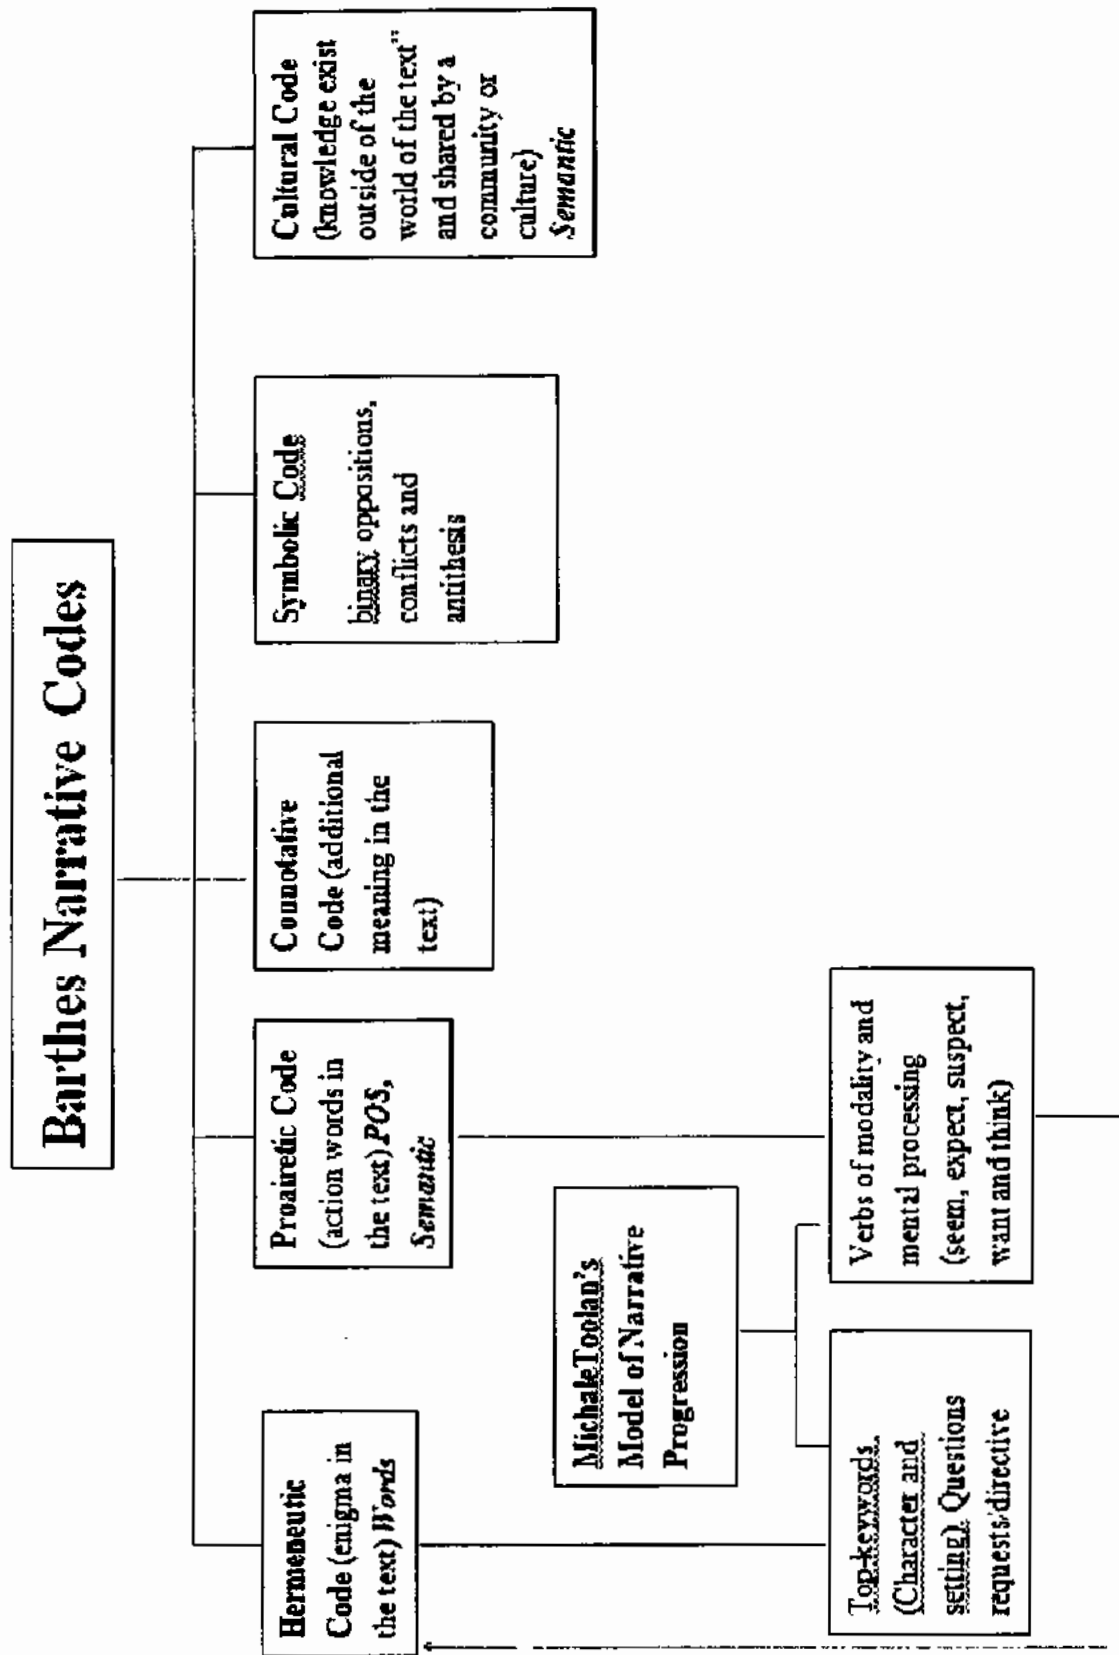 Barthes Narrative Codes
Hermeneutic
Code (enigma in
the text) Words
Proairetic Code
(action words in
the text) POS,
Semantic
Connotative
Code (additional
meaning in the
text)
Symbolic Code
binary oppositions,
conflicts and
antithesis
Cultural Code
(knowledge exist
outside of the
world of the text"
and shared by a
community or
culture)
Semantic
MichaleToolan's
Model of Narrative
Progression
Top-keywords
(Character and
setting) Questions
requests/directive
Verbs of modality and
mental processing
(seem, expect, suspect,
want and think)